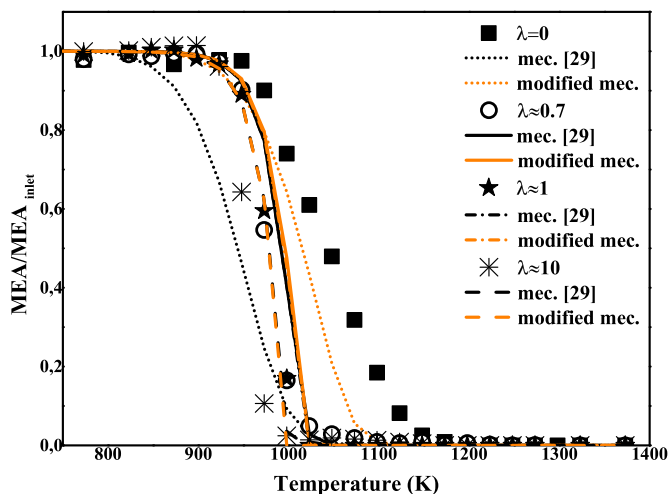 1,0
0,8
0,6
0,4
0,2
0,0
MEA/MEA inlet
λ=0
mec. [29]
modified mec.
λ≈0.7
mec. [29]
modified mec.
λ≈1
mec. [29]
modified mec.
λ≈10
mec. [29]
modified mec.
800 900 1000 1100 1200 1300 1400
Temperature (K)